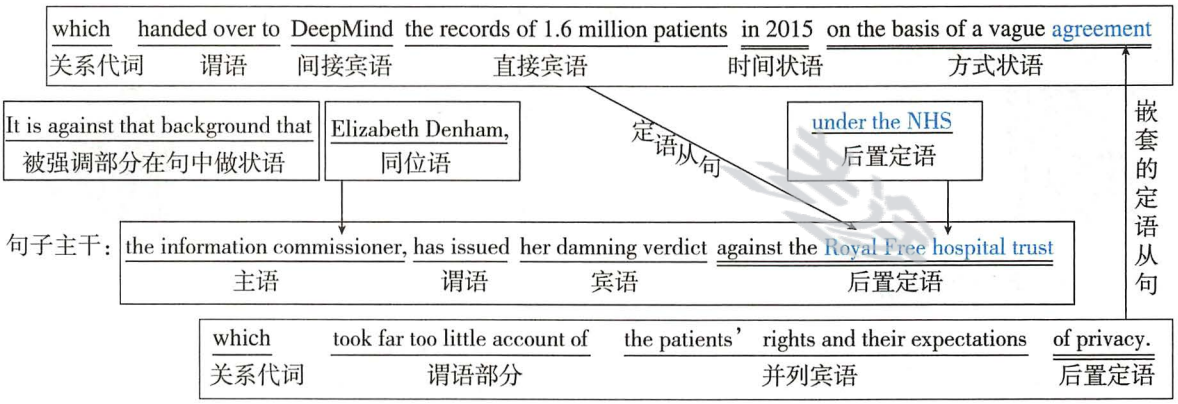 which handed over to DeepMind the records of 1.6 million patients in 2015 on the basis of a vague agreement
关系代词 谓语 间接宾语 直接宾语 时间状语 方式状语
It is against that background that
被强调部分在句中做状语
Elizabeth Denham,
同位语
定语从句
under the NHS
后置定语
嵌套的定语从句
句子主干: the information commissioner, has issued her damning verdict against the Royal Free hospital trust
主语 谓语 宾语 后置定语
which took far too little account of the patients’ rights and their expectations of privacy.
关系代词 谓语部分 并列宾语 后置定语